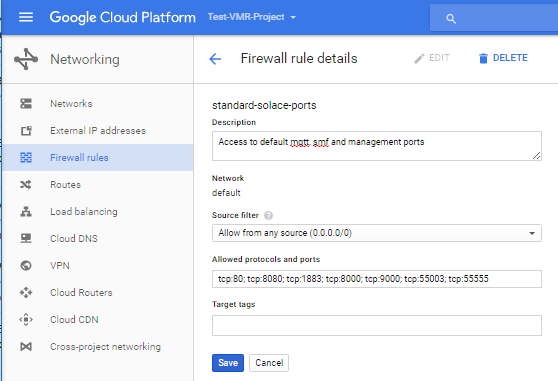 Google Cloud Platform Test-VMR-Project
Networking
Firewall rule details
EDIT
DELETE
Networks
External IP addresses
Firewall rules
Routes
Load balancing
Cloud DNS
VPN
Cloud Routers
Cloud CDN
Cross-project networking
standard-solace-ports
Description
Access to default mqtt, smf and management ports
Network
default
Source filter
Allow from any source (0.0.0.0/0)
Allowed protocols and ports
tcp:80; tcp:8080; tcp:1883; tcp:8000; tcp:9000; tcp:55003; tcp:55555
Target tags
Save Cancel